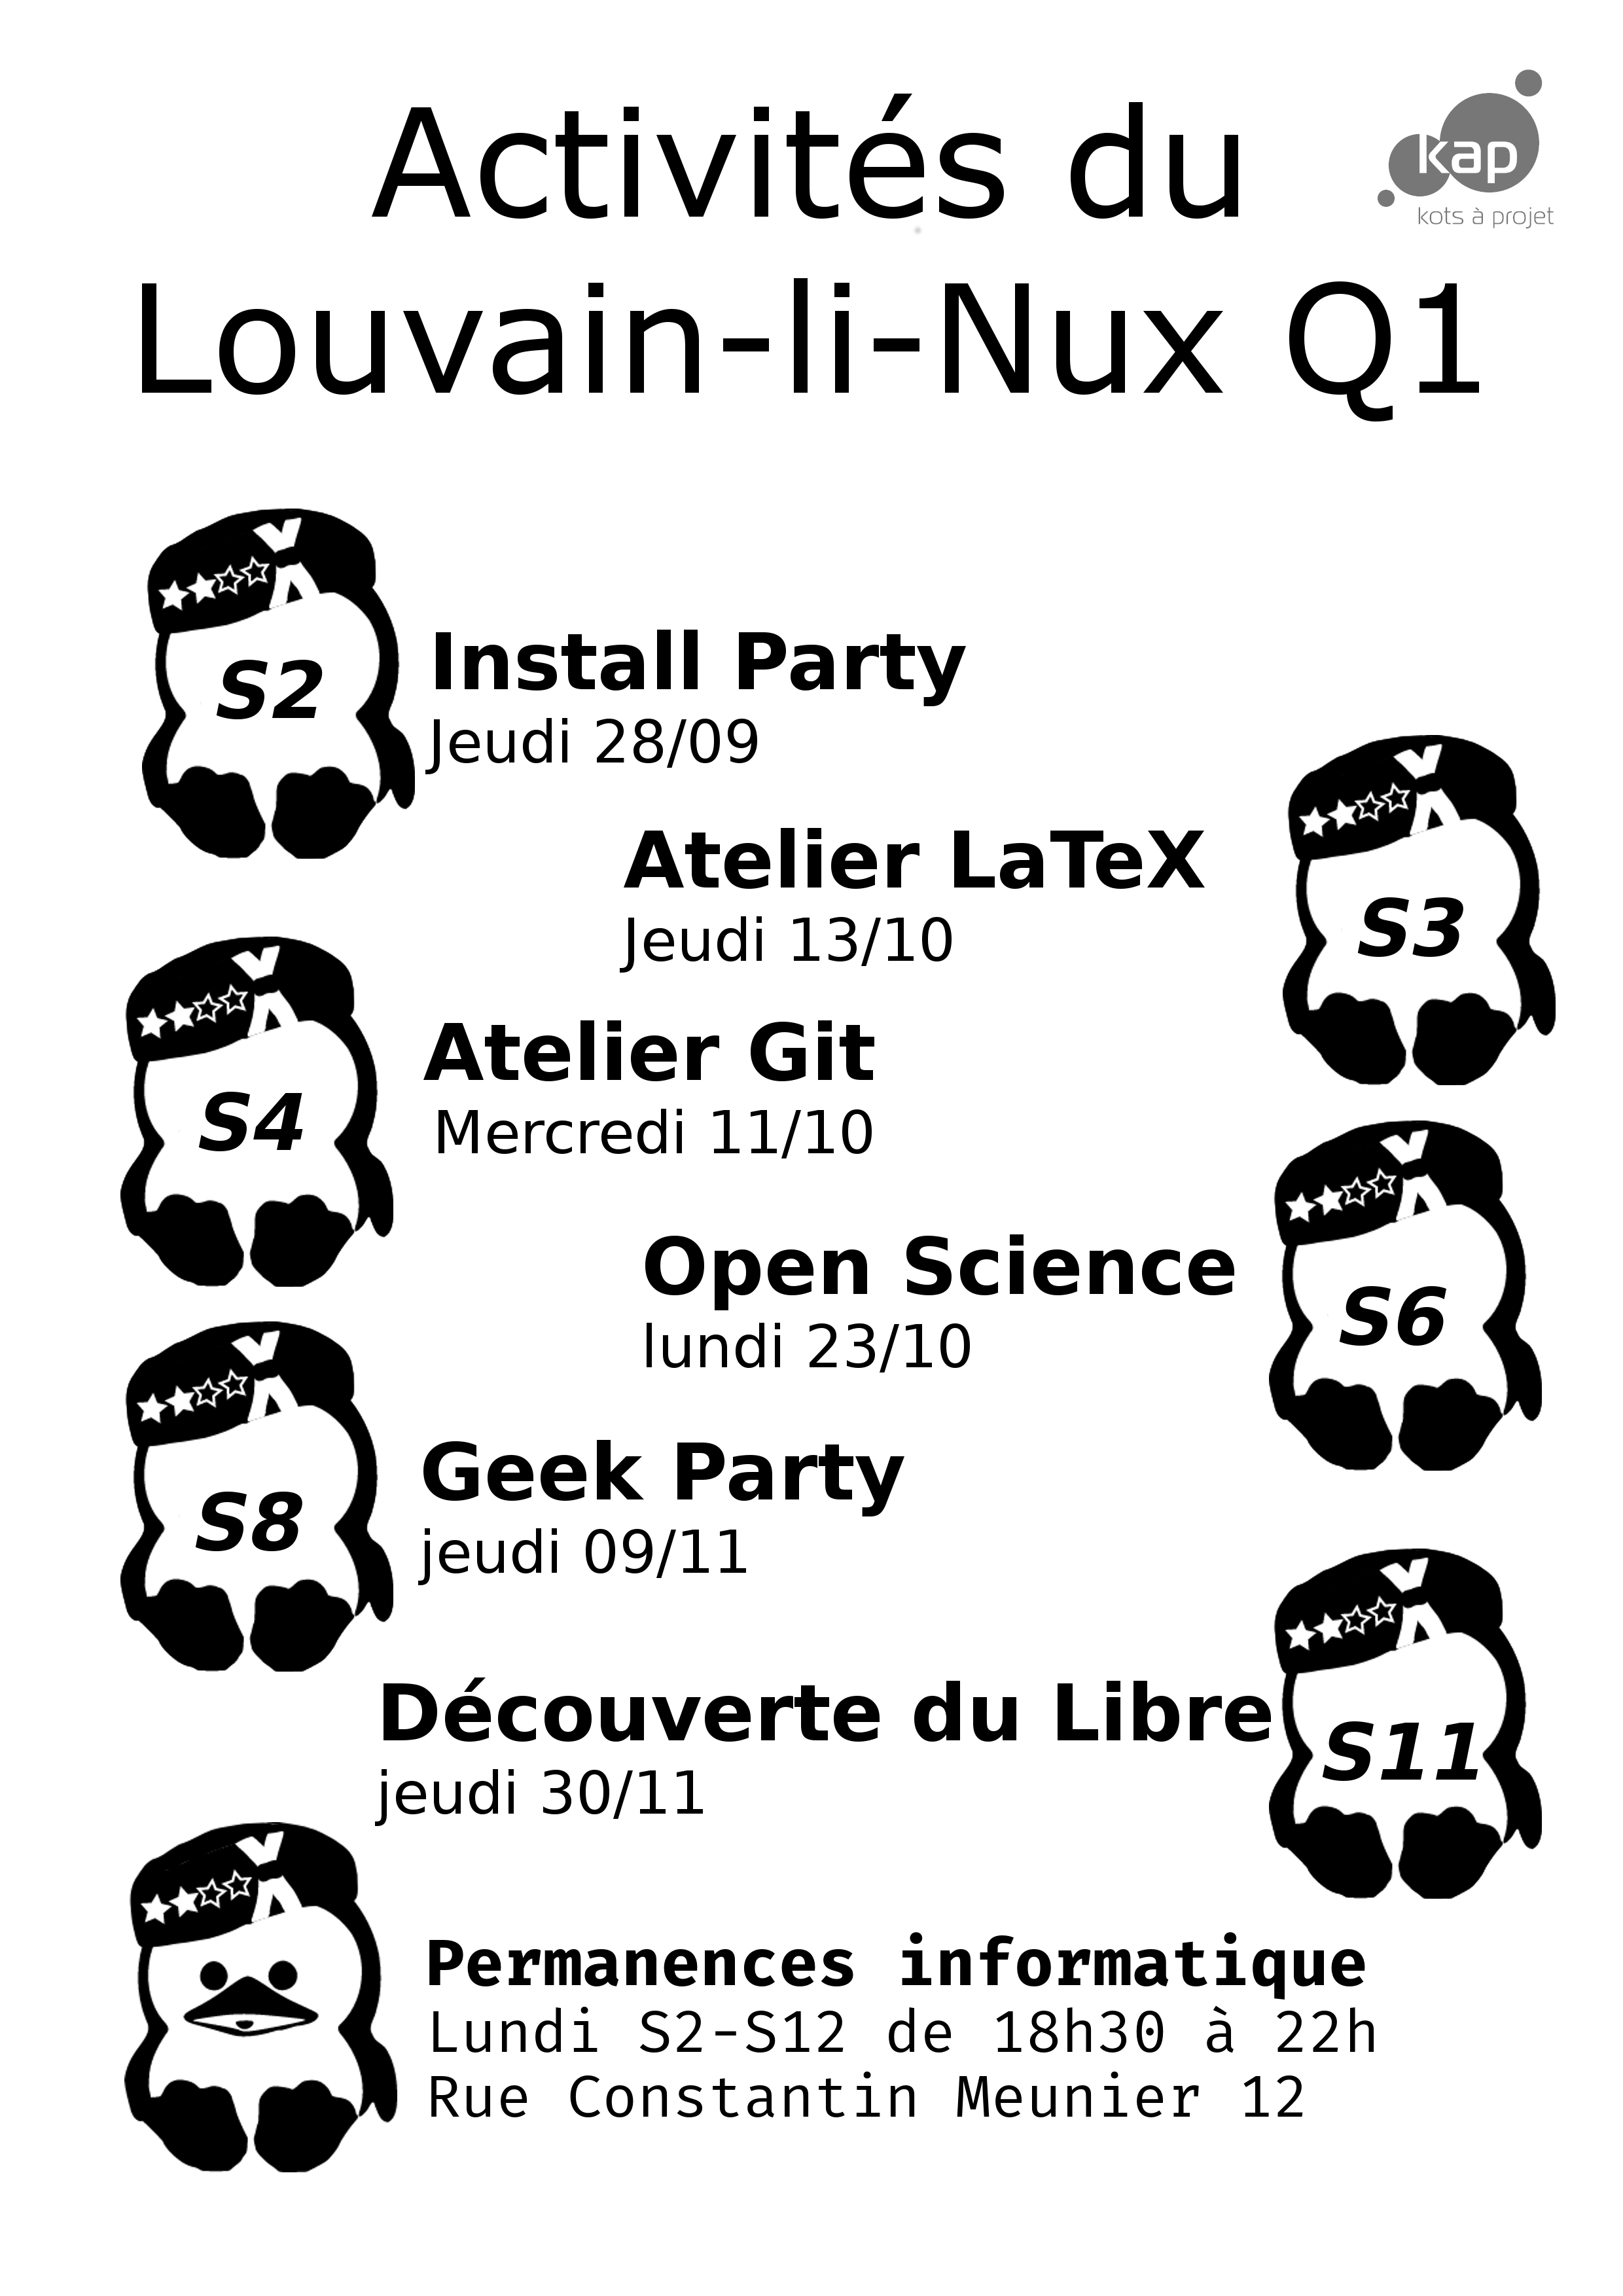 Activités du
kap
kots à projet
Louvain-li-Nux Q1
S2
Install Party
Jeudi 28/09
Atelier LaTeX
Jeudi 13/10
S3
S4
Atelier Git
Mercredi 11/10
Open Science
lundi 23/10
S6
S8
Geek Party
jeudi 09/11
Découverte du Libre
jeudi 30/11
S11
Permanences informatique
Lundi S2-S12 de 18h30 à 22h
Rue Constantin Meunier 12